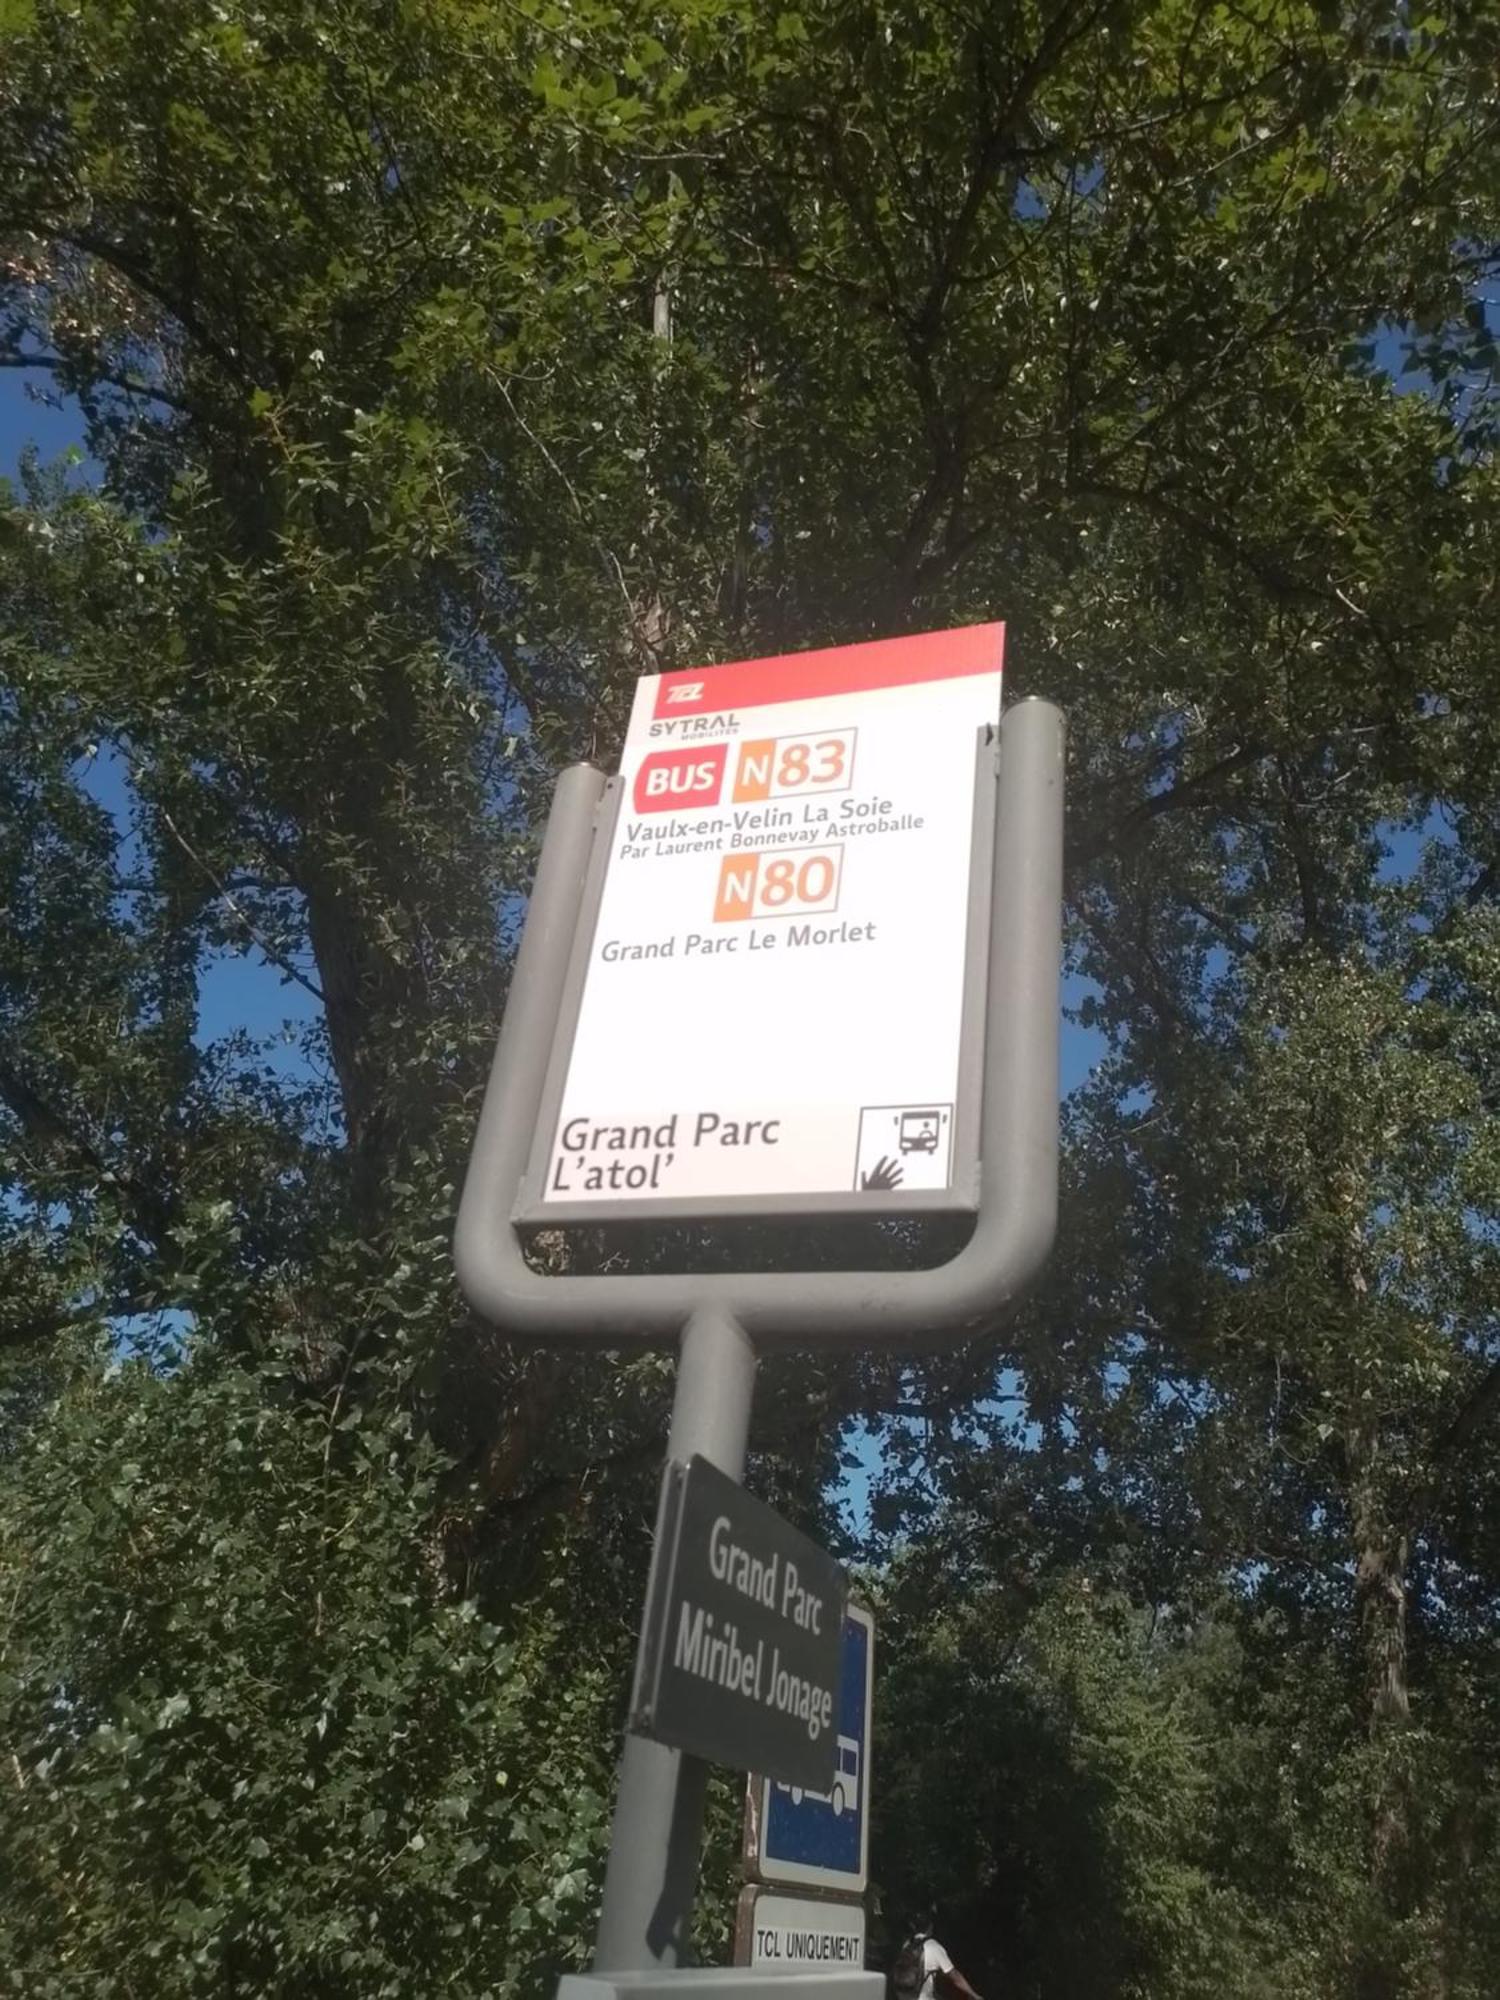 TCL
SYTRAL
MOBILITÉS
BUS N83
Vaulx-en-Velin La Soie
Par Laurent Bonnevay Astroballe
N80
Grand Parc Le Morlet
Grand Parc
L'atol'
Grand Parc
Miribel Jonage
TCL UNIQUEMENT